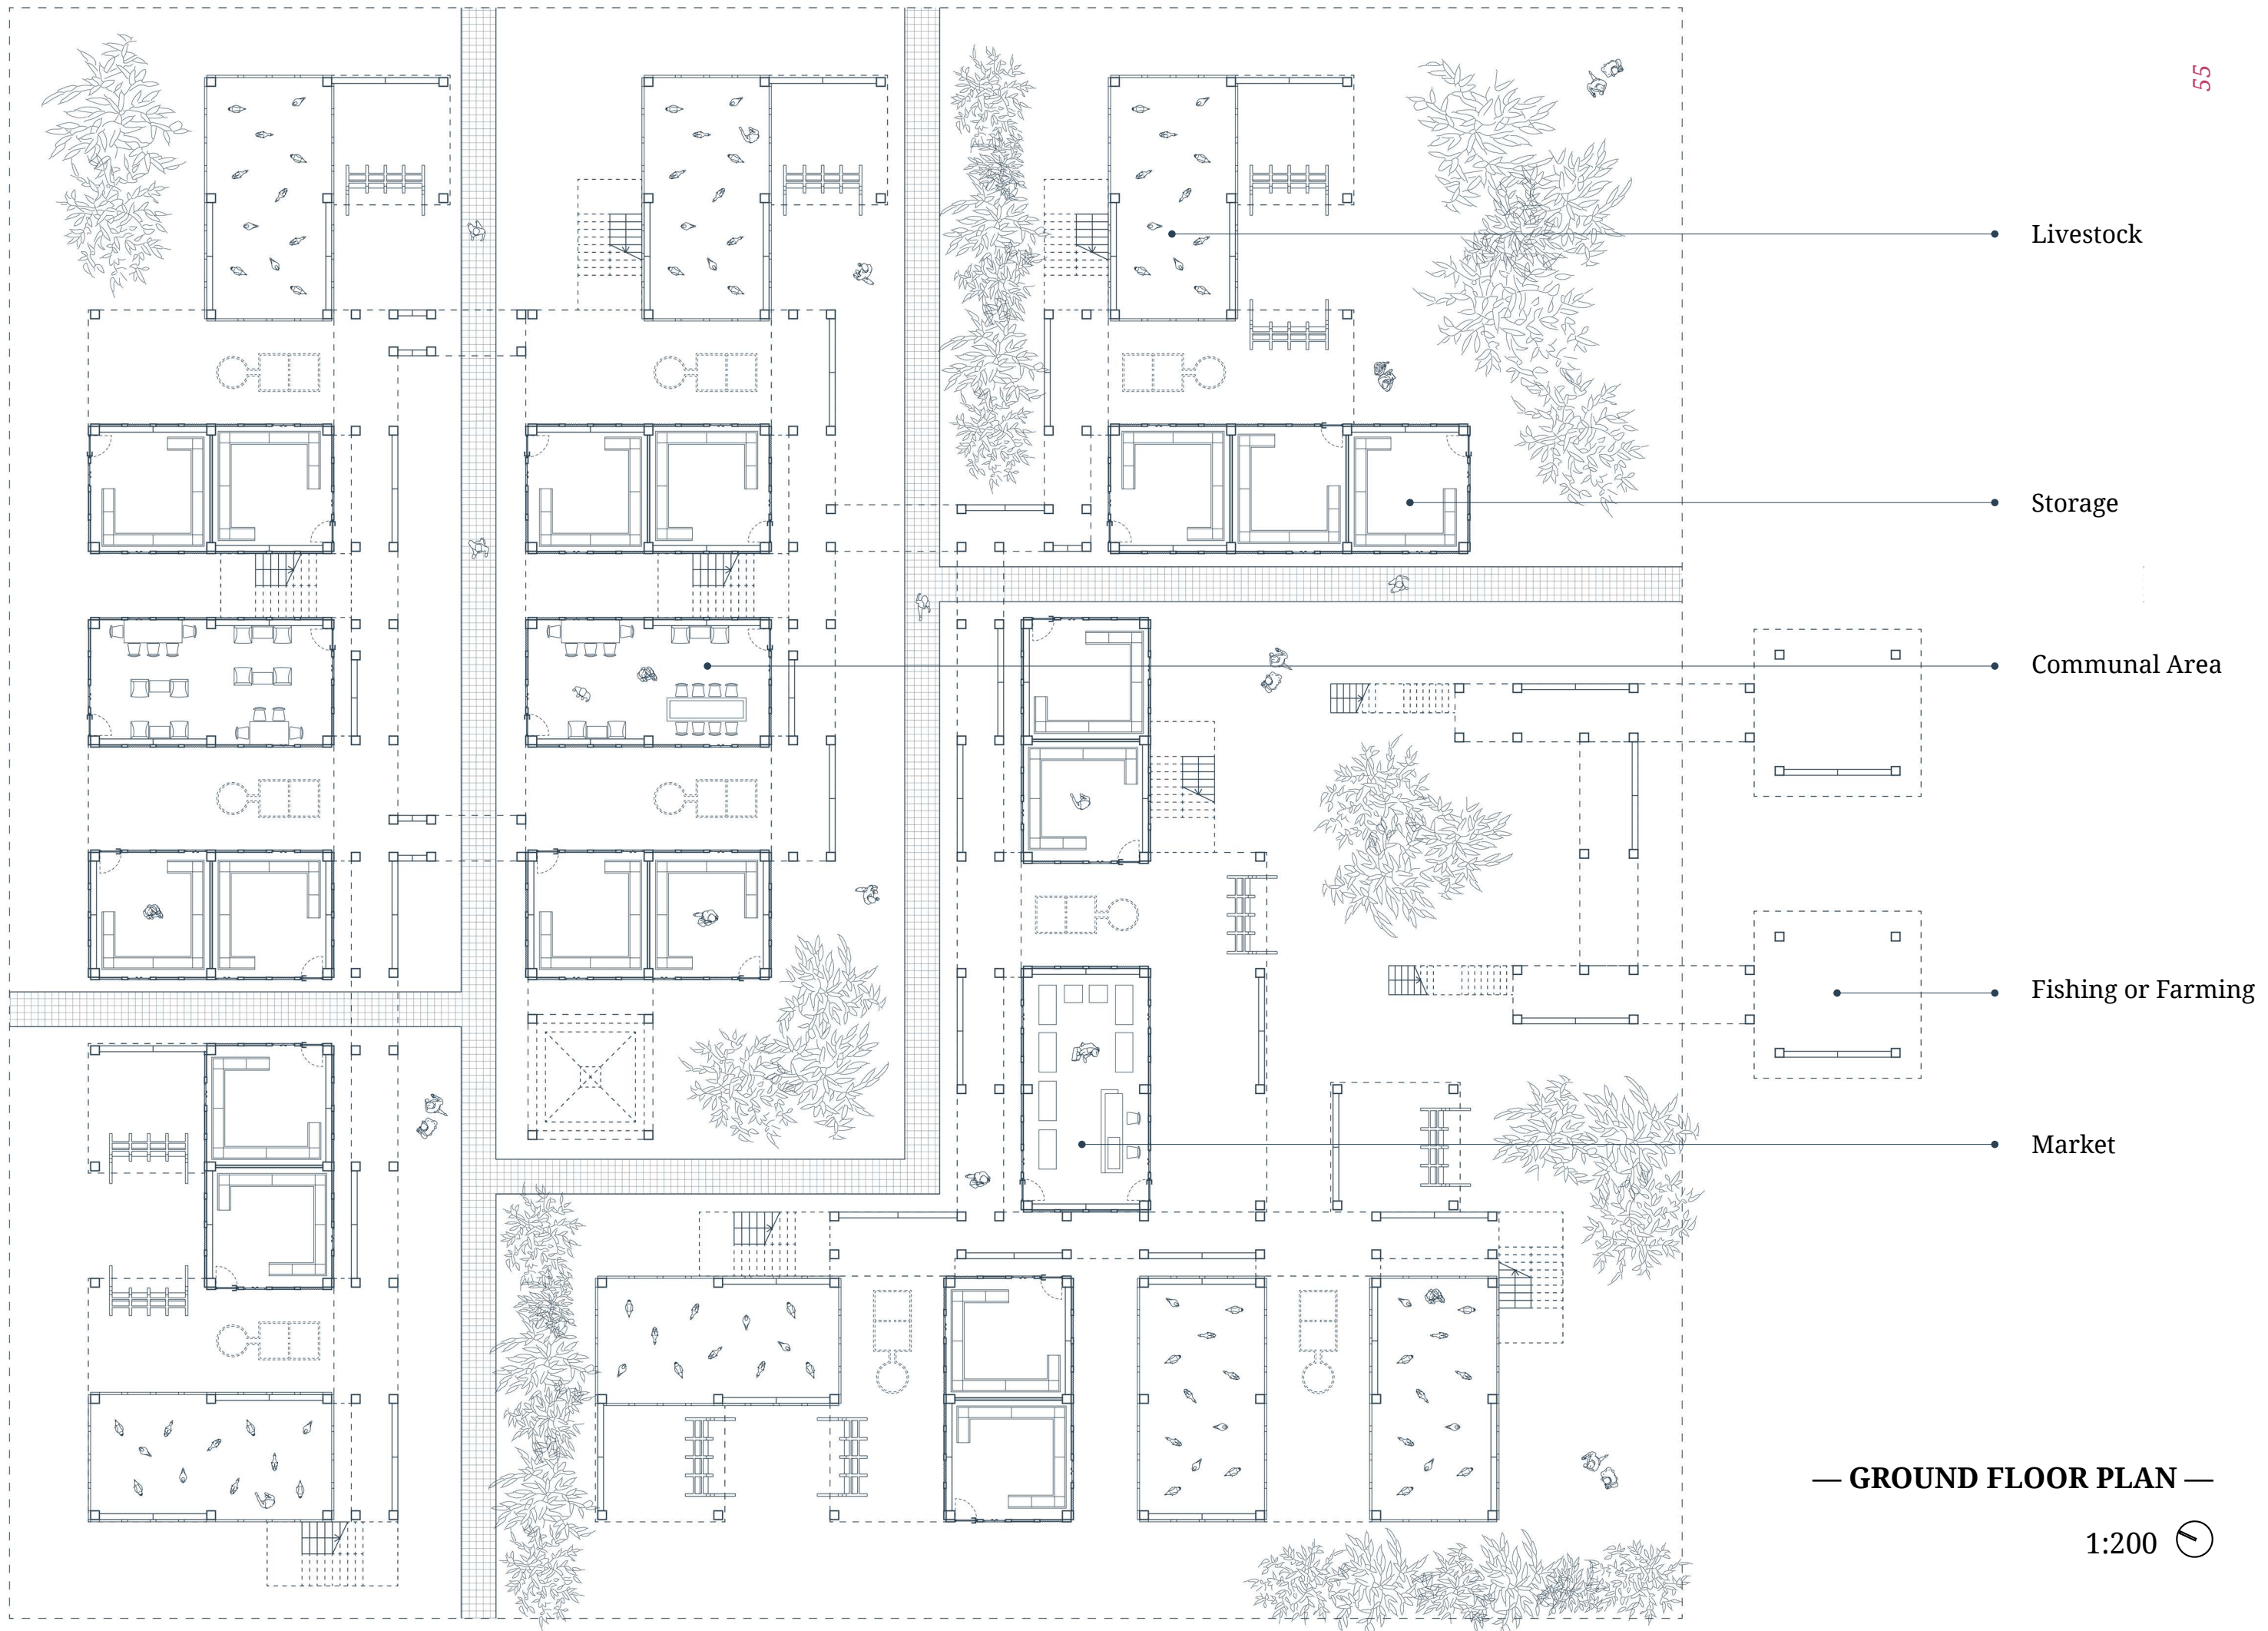 55
Livestock
Storage
Communal Area
Fishing or Farming
Market
— GROUND FLOOR PLAN —
1:200